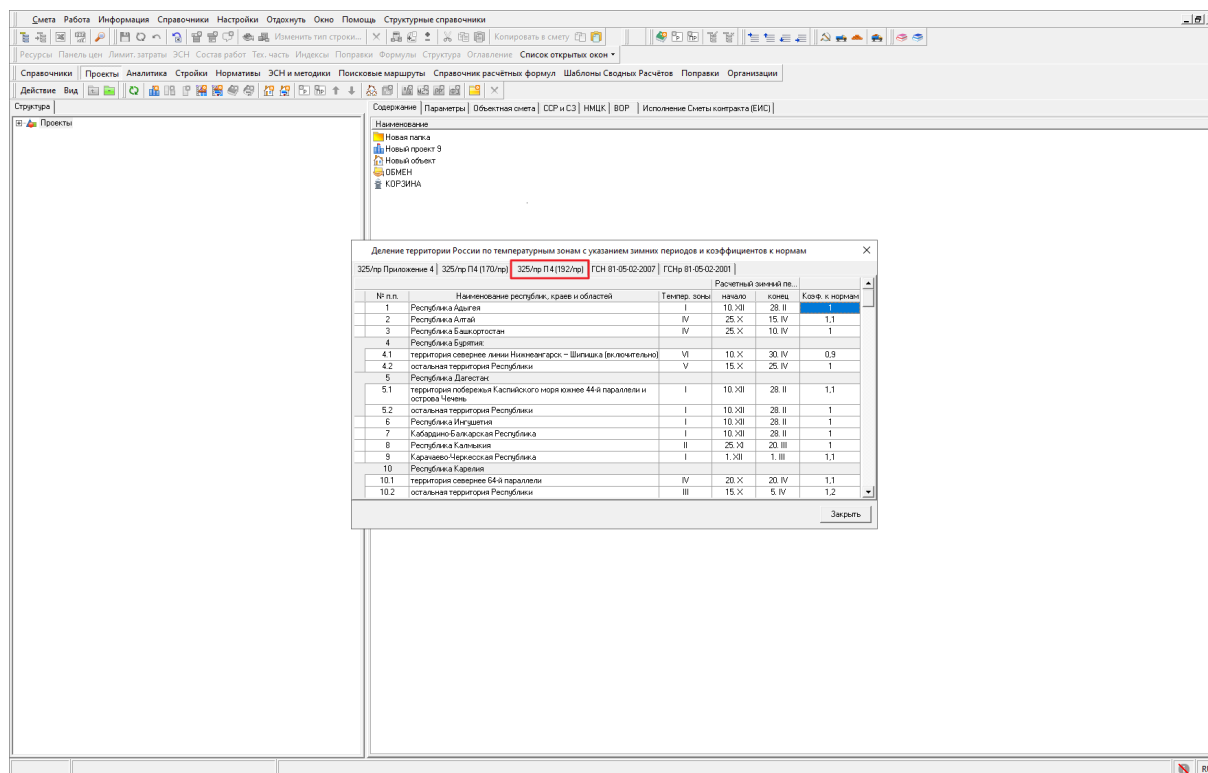 Смета Работа Информация Справочники Настройки Отдохнуть Окно Помощь Структурные справочники
Изменить тип строки... Копировать в смету
Ресурсы Панель цен Лимит. затраты ЭСН Состав работ Тех. часть Индексы Поправки Формулы Структура Оглавление Список открытых окон
Справочники Проекты Аналитика Стройки Нормативы ЭСН и методики Поисковые маршруты Справочник расчётных формул Шаблоны Сводных Расчётов Поправки Организации
Действие Вид
Структура
Содержание Параметры Объектная смета ССР и СЗ НМЦК ВОР Исполнение Сметы контракта (ЕИС)
Проекты
Наименование
Новая папка
Новый проект 9
Новый объект
ОБМЕН
КОРЗИНА
Деление территории России по температурным зонам с указанием зимних периодов и коэффициентов к нормам
325/пр Приложение 4 325/пр П4 (170/пр) 325/пр П4 (192/пр) ГСН 81-05-02-2007 ГСНр 81-05-02-2001
Расчетный зимний пе...
№ п.п. Наименование республик, краев и областей Темпер. зоны начало конец Коэф. к нормам
1 Республика Адыгея I 10. XII 28. II 1
2 Республика Алтай IV 25. X 15. IV 1,1
3 Республика Башкортостан IV 25. X 10. IV 1
4 Республика Бурятия:
4.1 территория севернее линии Нижнеангарск – Шипишка (включительно) VI 10. X 30. IV 0,9
4.2 остальная территория Республики V 15. X 25. IV 1
5 Республика Дагестан:
5.1 территория побережья Каспийского моря южнее 44-й параллели и острова Чечень I 10. XII 28. II 1,1
5.2 остальная территория Республики I 10. XII 28. II 1
6 Республика Ингушетия I 10. XII 28. II 1
7 Кабардино-Балкарская Республика I 10. XII 28. II 1
8 Республика Калмыкия II 25. XI 20. III 1
9 Карачаево-Черкесская Республика I 1. XII 1. III 1,1
10 Республика Карелия
10.1 территория севернее 64-й параллели IV 20. X 20. IV 1,1
10.2 остальная территория Республики III 15. X 5. IV 1,2
Закрыть